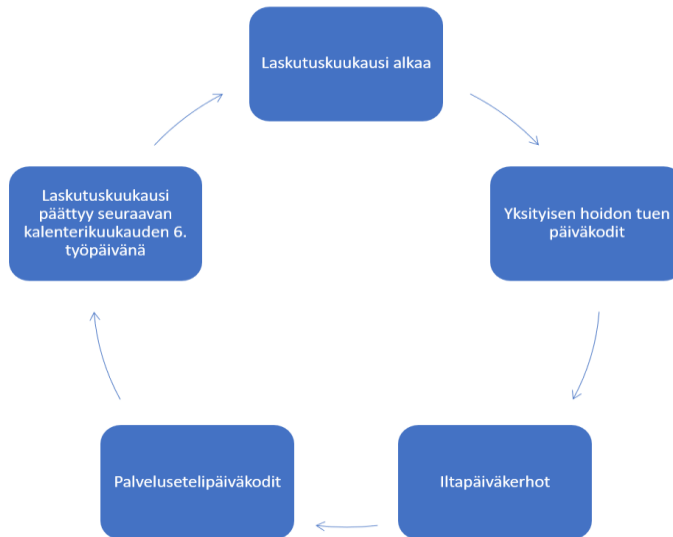 Laskutuskuukausi alkaa
Yksityisen hoidon tuen
päiväkodit
Iltapäiväkerhot
Palvelusetelipäiväkodit
Laskutuskuukausi
päättyy seuraavan
kalenterikuukauden 6.
työpäivänä